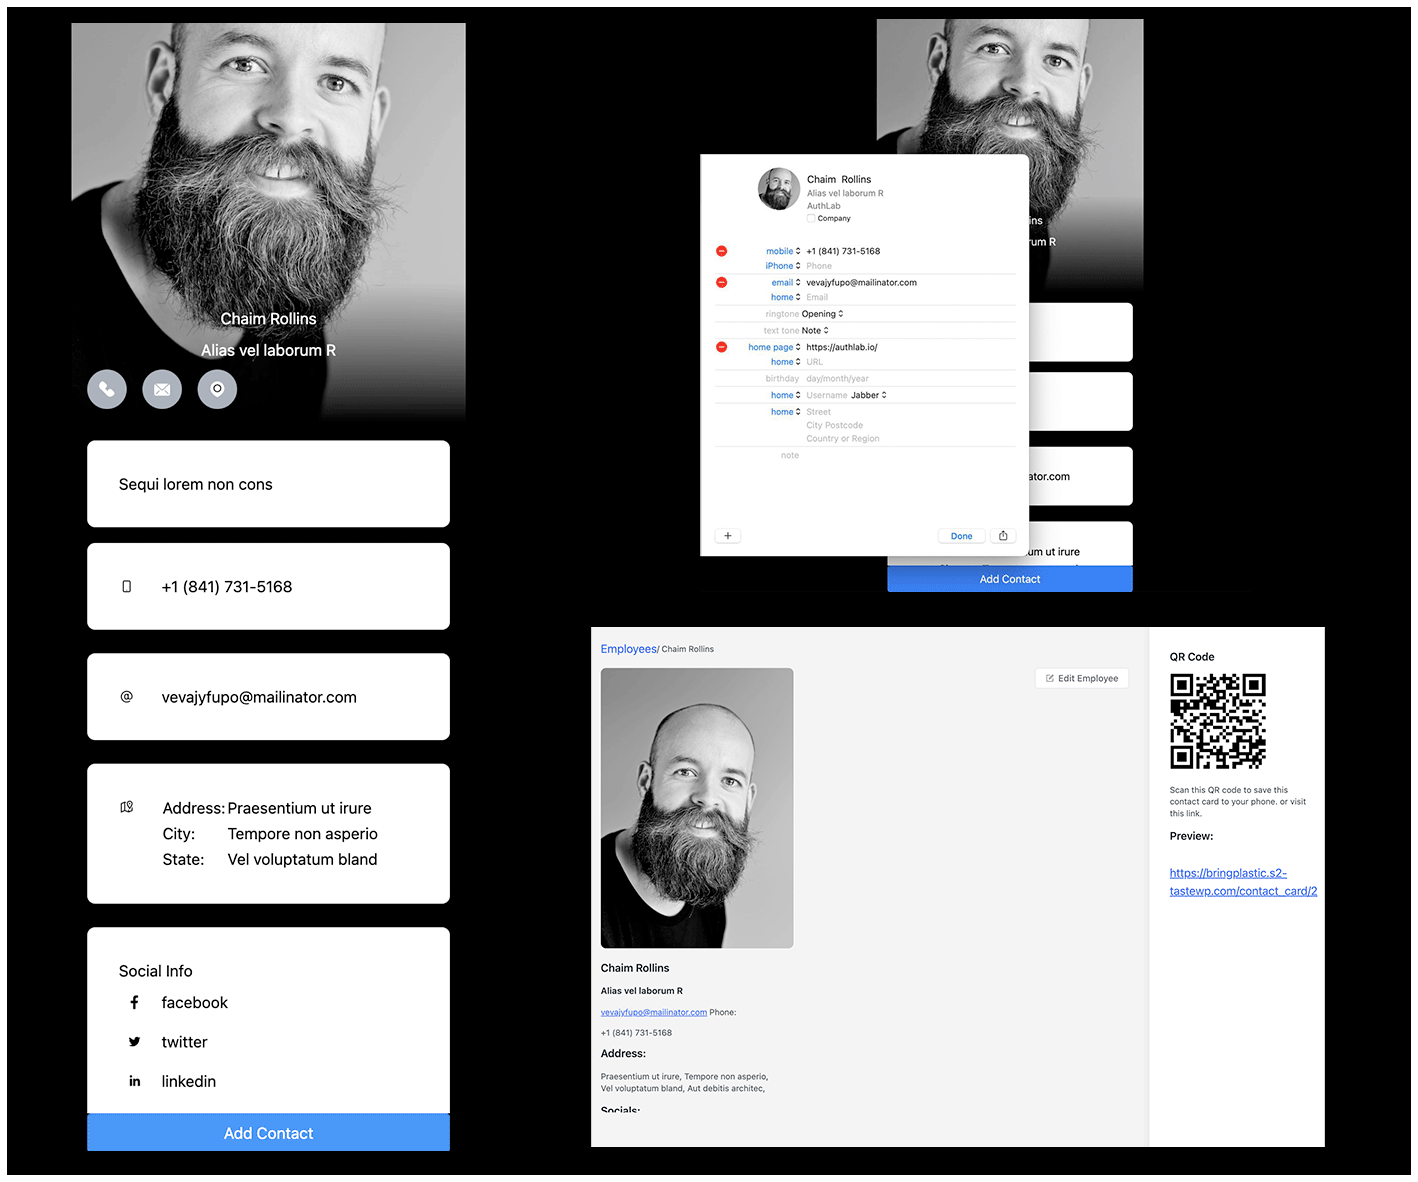 Chaim Rollins
Alias vel laborum R
Sequi lorem non cons
+1 (841) 731-5168
vevajyfupo@mailinator.com
Address: Praesentium ut irure
City: Tempore non asperio
State: Vel voluptatum bland
Social Info
facebook
twitter
linkedin
Add Contact
Chaim Rollins
Alias vel laborum R
AuthLab
Company
mobile +1 (841) 731-5168
iPhone Phone
email vevajyfupo@mailinator.com
home Email
ringtone Opening
text tone Note
home page https://authlab.io/
home URL
birthday day/month/year
home Username Jabber
home Street
City Postcode
Country or Region
note
+
Done
ins
rum R
ator.com
um ut irure
Add Contact
Employees/ Chaim Rollins
Edit Employee
Chaim Rollins
Alias vel laborum R
vevajyfupo@mailinator.com Phone:
+1 (841) 731-5168
Address:
Praesentium ut irure, Tempore non asperio,
Vel voluptatum bland, Aut debitis architec,
Socials:
QR Code
Scan this QR code to save this
contact card to your phone. or visit
this link.
Preview:
https://bringplastic.s2-
tastewp.com/contact_card/2